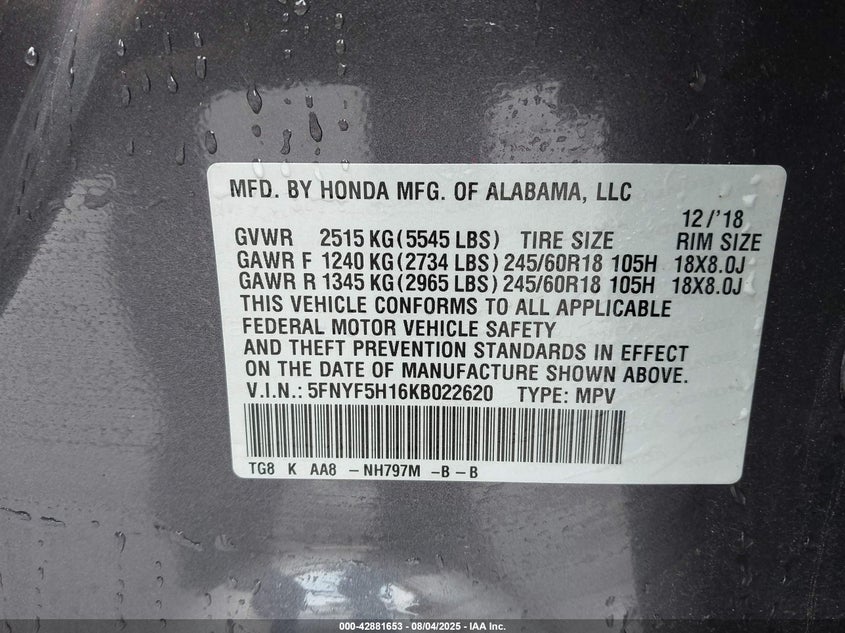 MFD. BY HONDA MFG. OF ALABAMA, LLC
12/'18
GVWR 2515 KG (5545 LBS) TIRE SIZE RIM SIZE
GAWR F 1240 KG (2734 LBS) 245/60R18 105H 18X8.0J
GAWR R 1345 KG (2965 LBS) 245/60R18 105H 18X8.0J
THIS VEHICLE CONFORMS TO ALL APPLICABLE
FEDERAL MOTOR VEHICLE SAFETY
AND THEFT PREVENTION STANDARDS IN EFFECT
ON THE DATE OF MANUFACTURE SHOWN ABOVE.
V.I.N.: 5FNYF5H16KB022620 TYPE: MPV
TG8 K AA8 - NH797M -B - B
000-42881653 - 08/04/2025 - IAA Inc.